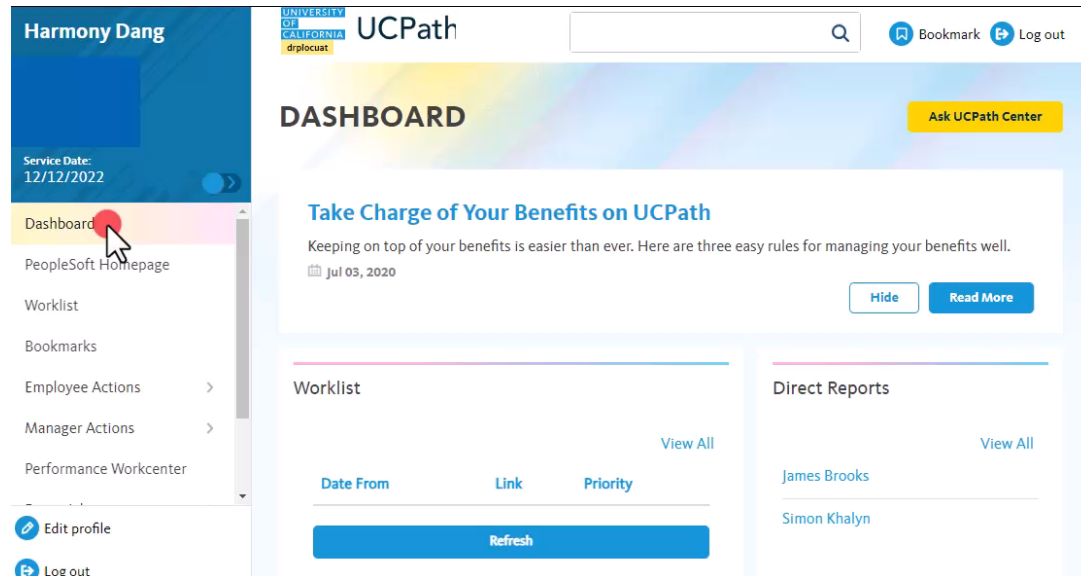 Harmony Dang
Service Date:
12/12/2022
Dashboard
PeopleSoft Homepage
Worklist
Bookmarks
Employee Actions
Manager Actions
Performance Workcenter
Edit profile
Log out
UNIVERSITY
OF
CALIFORNIA
drplocuat
UCPath
Bookmark
Log out
DASHBOARD
Ask UCPath Center
Take Charge of Your Benefits on UCPath
Keeping on top of your benefits is easier than ever. Here are three easy rules for managing your benefits well.
Jul 03, 2020
Hide
Read More
Worklist
View All
Date From Link Priority
Refresh
Direct Reports
View All
James Brooks
Simon Khalyn